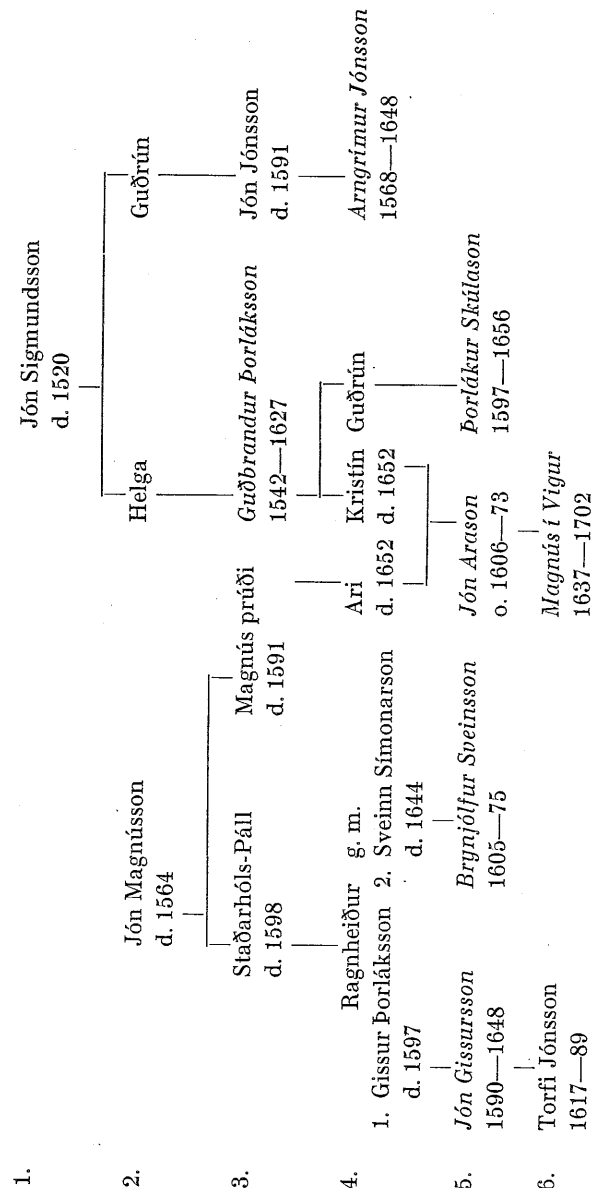 1.
Jón Sigmundsson
d. 1520
2.
Jón Magnússon
d. 1564
Helga
Guðrún
3.
Staðarhóls-Páll
d. 1598
Magnús prúði
d. 1591
Guðbrandur Þorláksson
1542—1627
Jón Jónsson
d. 1591
4.
Ragnheiður g. m.
1. Gissur Þorláksson 2. Sveinn Símonarson
d. 1597
d. 1644
Ari
d. 1652
Kristín
d. 1652
Guðrún
Arngrímur Jónsson
1568—1648
5.
Jón Gissursson
1590—1648
Brynjólfur Sveinsson
1605—75
Jón Arason
o. 1606—73
Þorlákur Skúlason
1597—1656
6.
Torfi Jónsson
1617—89
Magnús í Vigur
1637—1702